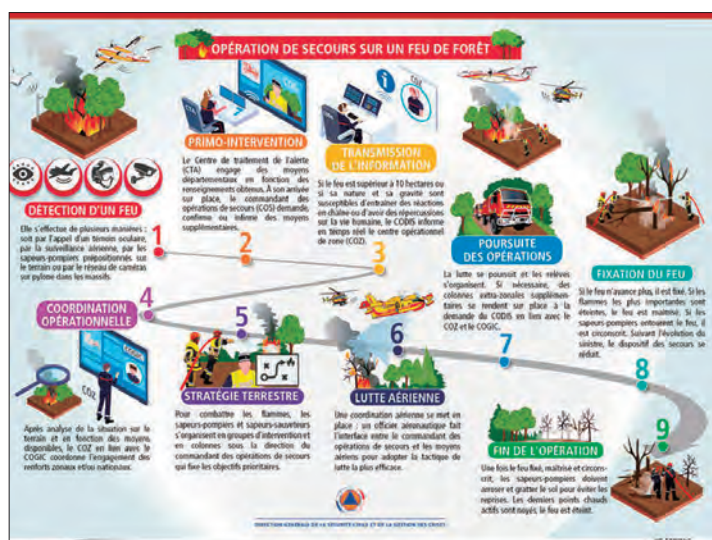 OPÉRATION DE SECOURS SUR UN FEU DE FORÊT
DÉTECTION D'UN FEU
Elle s'effectue de plusieurs manières :
soit par l'appel d'un témoin oculaire,
par la surveillance aérienne, par les
sapeurs-pompiers prépositionnés sur
le terrain ou par le réseau de caméras
sur pylône dans les massifs.
1
CTA
COGIC
PRIMO-INTERVENTION
Le Centre de traitement de l'alerte
(CTA) engage des moyens
départementaux en fonction des
renseignements obtenus. À son arrivée
sur place, le commandant des
opérations de secours (COS) demande,
confirme ou infirme des moyens
supplémentaires.
2
COZ
TRANSMISSION
DE L'INFORMATION
Si le feu est supérieur à 10 hectares ou
si sa nature et sa gravité sont
susceptibles d'entraîner des réactions
en chaîne ou d'avoir des répercussions
sur la vie humaine, le CODIS informe
en temps réel le centre opérationnel
de zone (COZ).
3
COORDINATION
OPÉRATIONNELLE
4
COGIC
COZ
Après analyse de la situation sur le
terrain et en fonction des moyens
disponibles, le COZ en lien avec le
COGIC coordonne l'engagement des
renforts zonaux et/ou nationaux.
5
STRATÉGIE TERRESTRE
Pour combattre les flammes, les
sapeurs-pompiers et sapeurs-sauveteurs
s'organisent en groupes d'intervention et
en colonnes sous la direction du
commandant des opérations de secours
qui fixe les objectifs prioritaires.
6
LUTTE AÉRIENNE
Une coordination aérienne se met en
place : un officier aéronautique fait
l'interface entre le commandant des
opérations de secours et les moyens
aériens pour adopter la tactique de
lutte la plus efficace.
POURSUITE
DES OPÉRATIONS
La lutte se poursuit et les relèves
s'organisent. Si nécessaire, des
colonnes extra-zonales supplémen-
taires se rendent sur place à la
demande du CODIS en lien avec le
COZ et le COGIC.
7
FIXATION DU FEU
Si le feu n'avance plus, il est fixé. Si les
flammes les plus importantes sont
éteintes, le feu est maîtrisé. Si les
sapeurs-pompiers entourent le feu, il
est circonscrit. Suivant l'évolution du
sinistre, le dispositif des secours se
réduit.
8
9
FIN DE L'OPÉRATION
Une fois le feu fixé, maîtrisé et circons-
crit, les sapeurs-pompiers doivent
arroser et gratter le sol pour éviter les
reprises. Les derniers points chauds
actifs sont noyés, le feu est éteint.
DIRECTION GÉNÉRALE DE LA SÉCURITÉ CIVILE ET DE LA GESTION DES CRISES